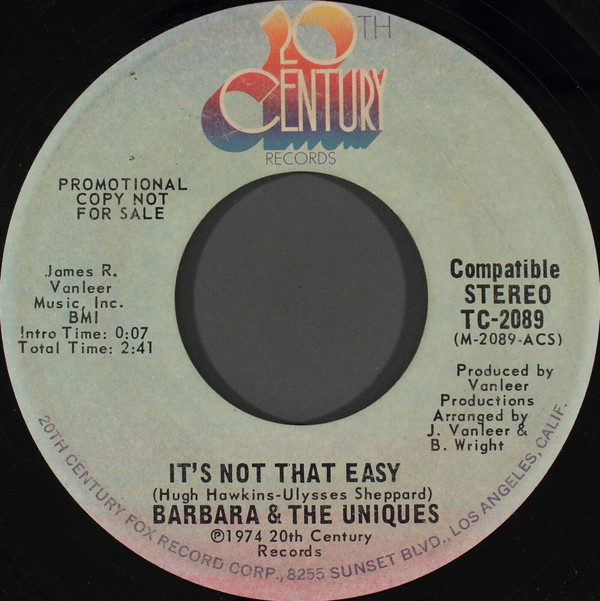 20TH
CENTURY
RECORDS
PROMOTIONAL
COPY NOT
FOR SALE
James R.
Vanleer
Music, Inc.
BMI
Intro Time: 0:07
Total Time: 2:41
Compatible
STEREO
TC-2089
(M-2089-ACS)
Produced by
Vanleer
Productions
Arranged by
J. Vanleer &
B. Wright
IT'S NOT THAT EASY
(Hugh Hawkins-Ulysses Sheppard)
BARBARA & THE UNIQUES
℗1974 20th Century
Records
20TH CENTURY FOX RECORD CORP., 8255 SUNSET BLVD., LOS ANGELES, CALIF.